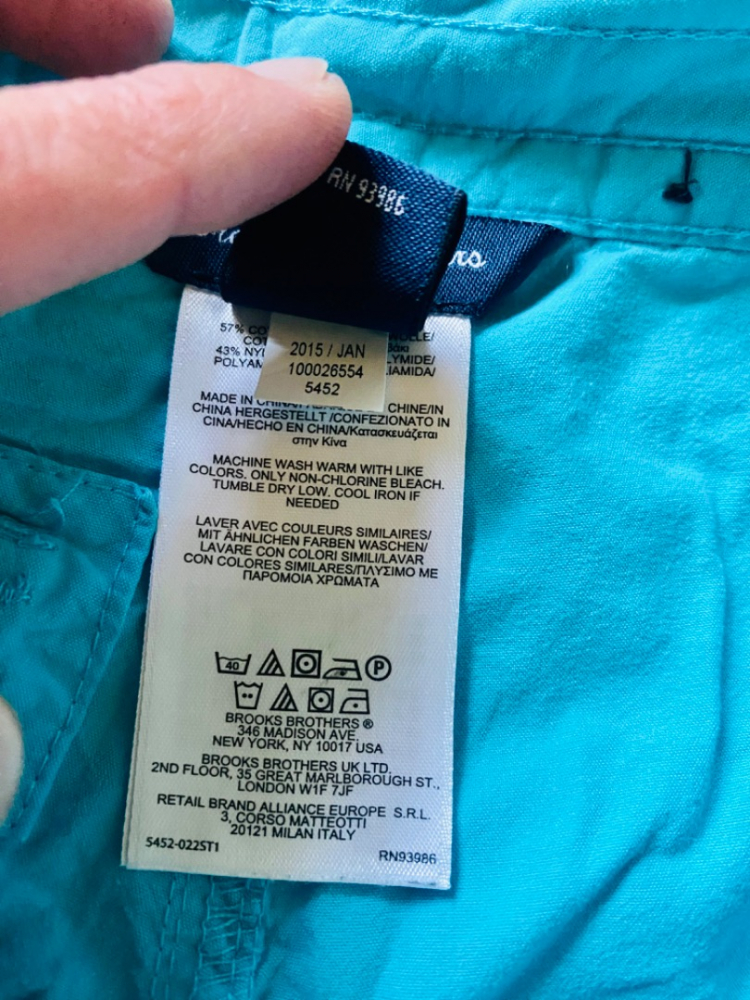 RN 93986
rs
57% CO
COT
43% NYL
POLYAM
OLLE/
LYMIDE/
IAMIDA/
2015 / JAN
100026554
5452
MADE IN CHINA/ CHINE/IN
CHINA HERGESTELLT /CONFEZIONATO IN
CINA/HECHO EN CHINA/Κατασκευάζεται
στην Κίνα
MACHINE WASH WARM WITH LIKE
COLORS. ONLY NON-CHLORINE BLEACH.
TUMBLE DRY LOW. COOL IRON IF
NEEDED
LAVER AVEC COULEURS SIMILAIRES/
MIT ÄHNLICHEN FARBEN WASCHEN/
LAVARE CON COLORI SIMILI/LAVAR
CON COLORES SIMILARES/ΠΛΥΣΙΜΟ ΜΕ
ΠΑΡΟΜΟΙΑ ΧΡΩΜΑΤΑ
40
P
BROOKS BROTHERS ®
346 MADISON AVE.
NEW YORK, NY 10017 USA
BROOKS BROTHERS UK LTD.
2ND FLOOR, 35 GREAT MARLBOROUGH ST.,
LONDON W1F 7JF
RETAIL BRAND ALLIANCE EUROPE S.R.L.
3, CORSO MATTEOTTI
20121 MILAN ITALY
5452-022ST1
RN93986